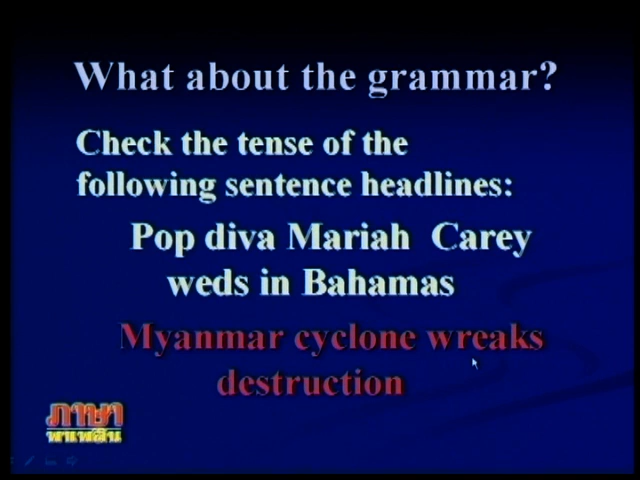 What about the grammar?
Check the tense of the
following sentence headlines:
Pop diva Mariah Carey
weds in Bahamas
Myanmar cyclone wreaks
destruction
ภาษา
พาเพลิน